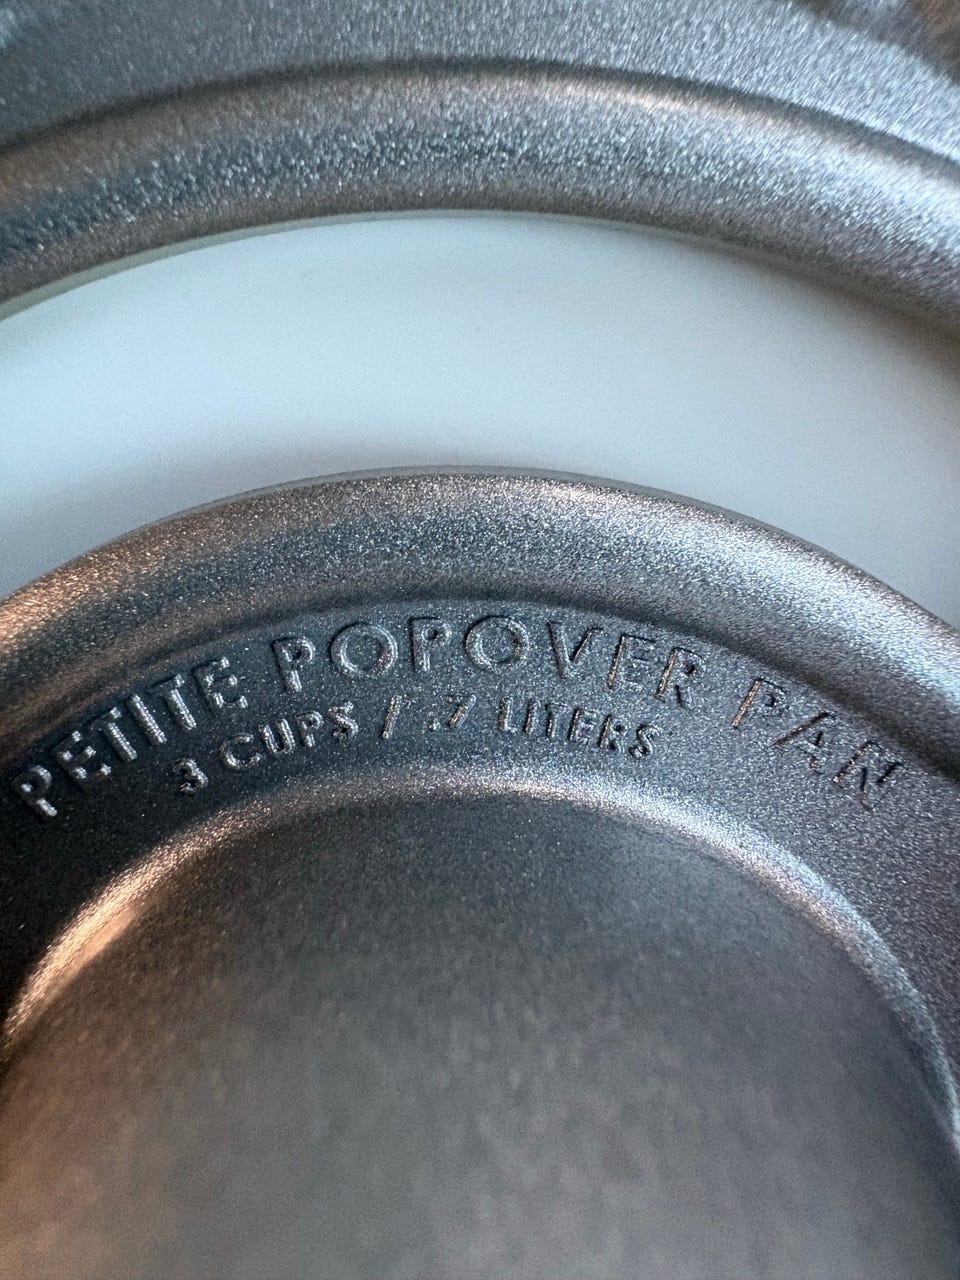 PETITE POPOVER PAN
3 CUPS / .7 LITERS